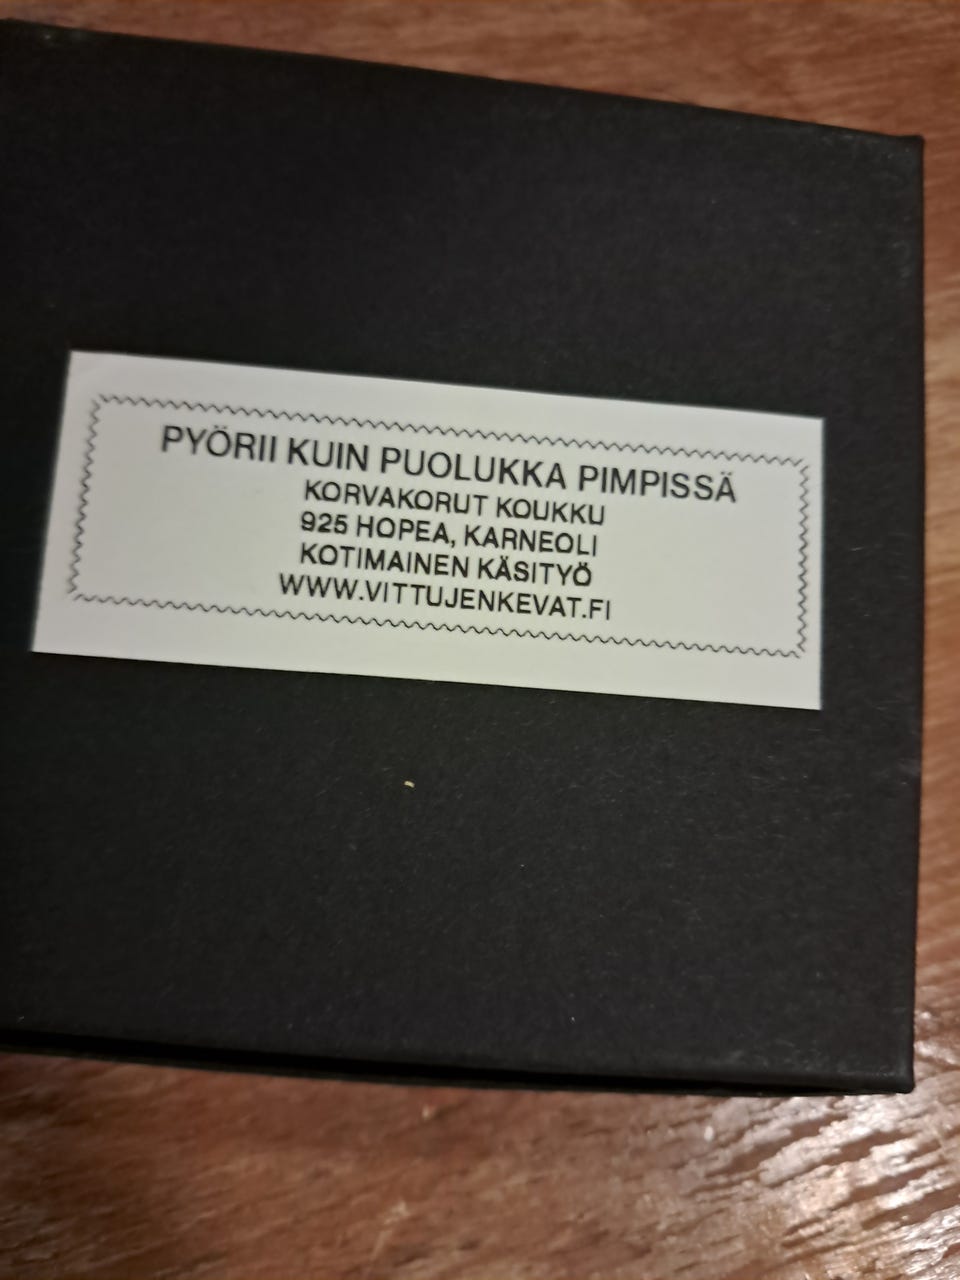 PYÖRII KUIN PUOLUKKA PIMPISSÄ
KORVAKORUT KOUKKU
925 HOPEA, KARNEOLI
KOTIMAINEN KÄSITYÖ
WWW.VITTUJENKEVAT.FI